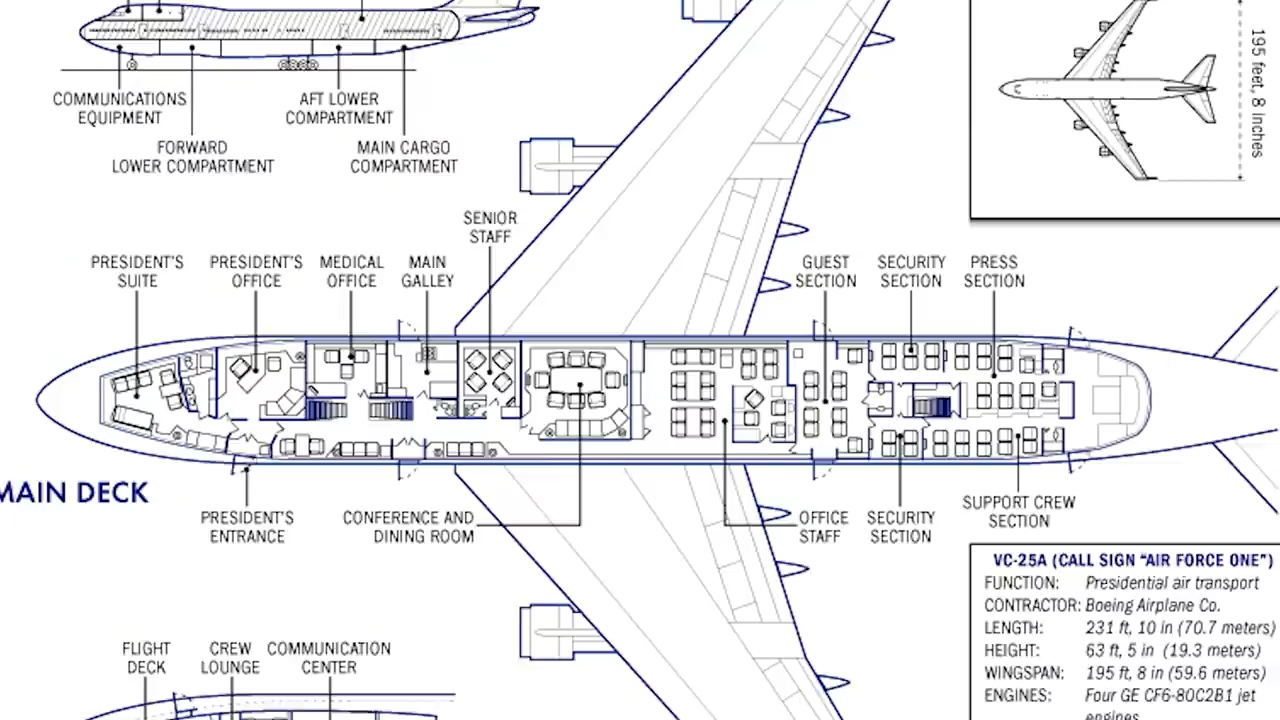 COMMUNICATIONS
EQUIPMENT
AFT LOWER
COMPARTMENT
FORWARD
LOWER COMPARTMENT
MAIN CARGO
COMPARTMENT
195 feet, 8 inches
SENIOR
STAFF
PRESIDENT'S
SUITE
PRESIDENT'S
OFFICE
MEDICAL
OFFICE
MAIN
GALLEY
GUEST
SECTION
SECURITY
SECTION
PRESS
SECTION
MAIN DECK
PRESIDENT'S
ENTRANCE
CONFERENCE AND
DINING ROOM
OFFICE
STAFF
SECURITY
SECTION
SUPPORT CREW
SECTION
VC-25A (CALL SIGN "AIR FORCE ONE")
FUNCTION: Presidential air transport
CONTRACTOR: Boeing Airplane Co.
LENGTH: 231 ft, 10 in (70.7 meters)
HEIGHT: 63 ft, 5 in (19.3 meters)
WINGSPAN: 195 ft, 8 in (59.6 meters)
ENGINES: Four GE CF6-80C2B1 jet
engines
FLIGHT
DECK
CREW
LOUNGE
COMMUNICATION
CENTER